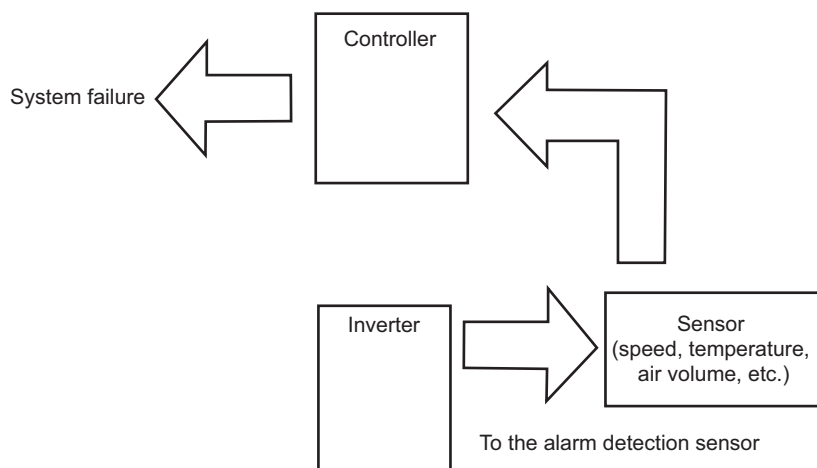 Controller
System failure
Inverter
Sensor
(speed, temperature,
air volume, etc.)
To the alarm detection sensor